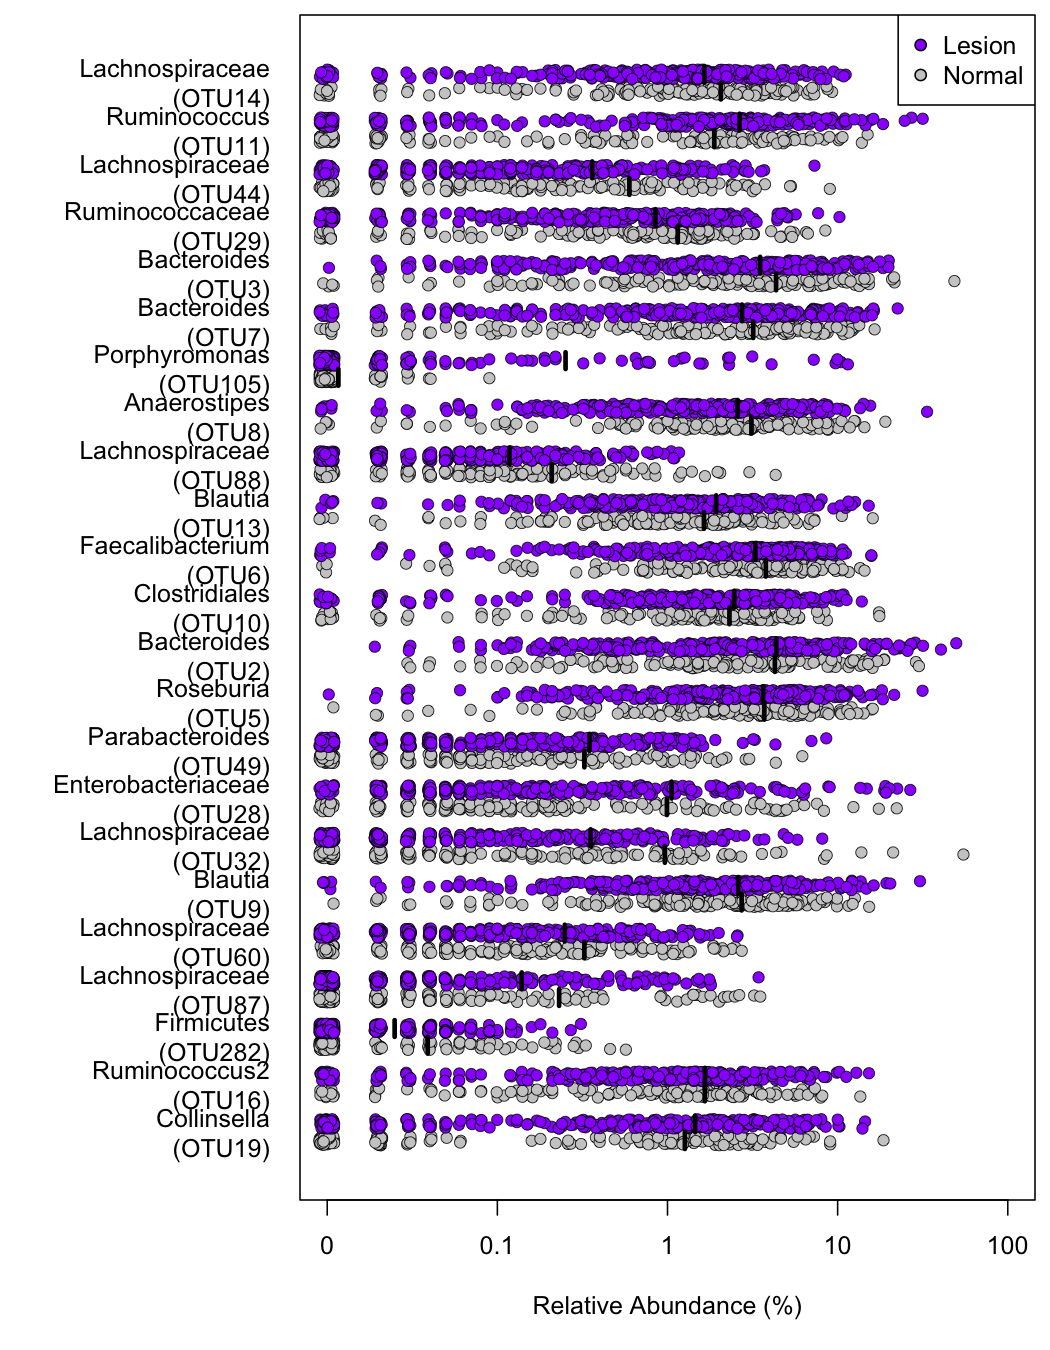 Lesion
Normal
Lachnospiraceae
(OTU14)
Ruminococcus
(OTU11)
Lachnospiraceae
(OTU44)
Ruminococcaceae
(OTU29)
Bacteroides
(OTU3)
Bacteroides
(OTU7)
Porphyromonas
(OTU105)
Anaerostipes
(OTU8)
Lachnospiraceae
(OTU88)
Blautia
(OTU13)
Faecalibacterium
(OTU6)
Clostridiales
(OTU10)
Bacteroides
(OTU2)
Roseburia
(OTU5)
Parabacteroides
(OTU49)
Enterobacteriaceae
(OTU28)
Lachnospiraceae
(OTU32)
Blautia
(OTU9)
Lachnospiraceae
(OTU60)
Lachnospiraceae
(OTU87)
Firmicutes
(OTU282)
Ruminococcus2
(OTU16)
Collinsella
(OTU19)
0 0.1 1 10 100
Relative Abundance (%)